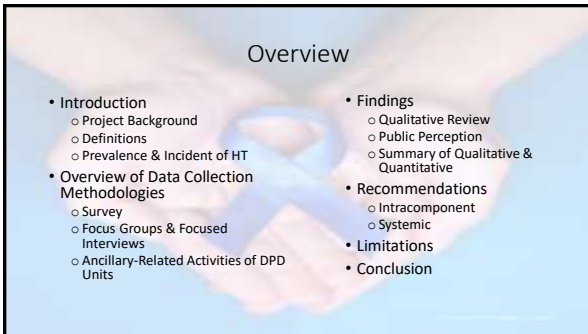 Overview
• Introduction
o Project Background
o Definitions
o Prevalence & Incident of HT
• Overview of Data Collection
Methodologies
o Survey
o Focus Groups & Focused
Interviews
o Ancillary-Related Activities of DPD
Units
• Findings
o Qualitative Review
o Public Perception
o Summary of Qualitative &
Quantitative
• Recommendations
o Intracomponent
o Systemic
• Limitations
• Conclusion